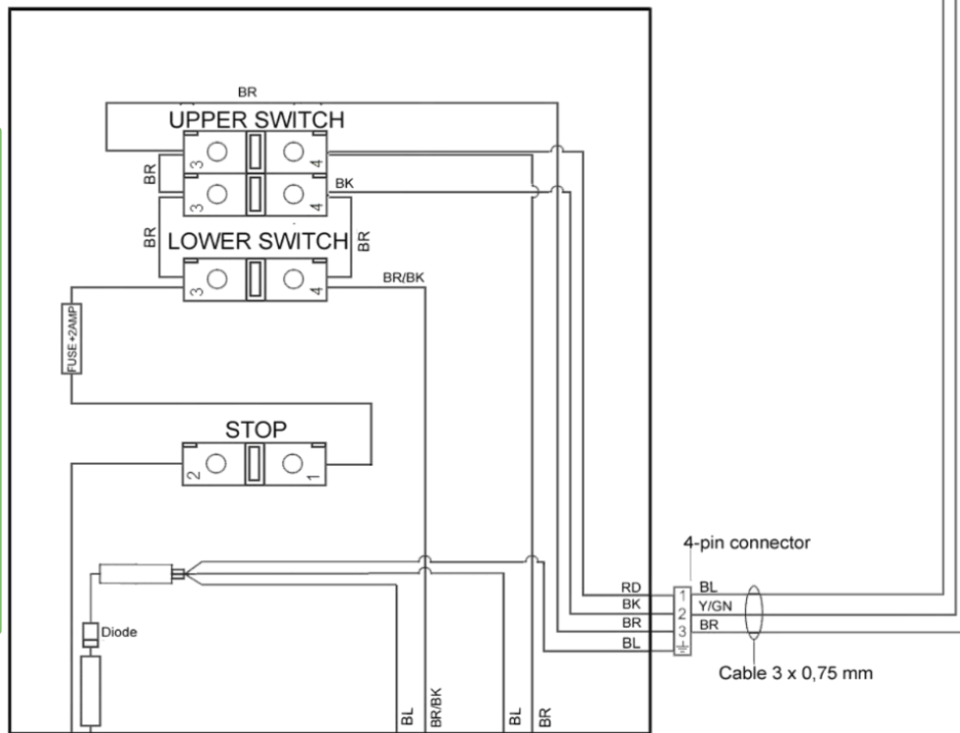 BR
UPPER SWITCH
3
4
BR
3
BK
4
BR
LOWER SWITCH
BR
3
4
BR/BK
FUSE+2AMP
STOP
2
1
4-pin connector
RD
1
BL
BK
2
Y/GN
BR
3
BR
BL
Diode
Cable 3 x 0,75 mm
BL
BR/BK
BL
BR